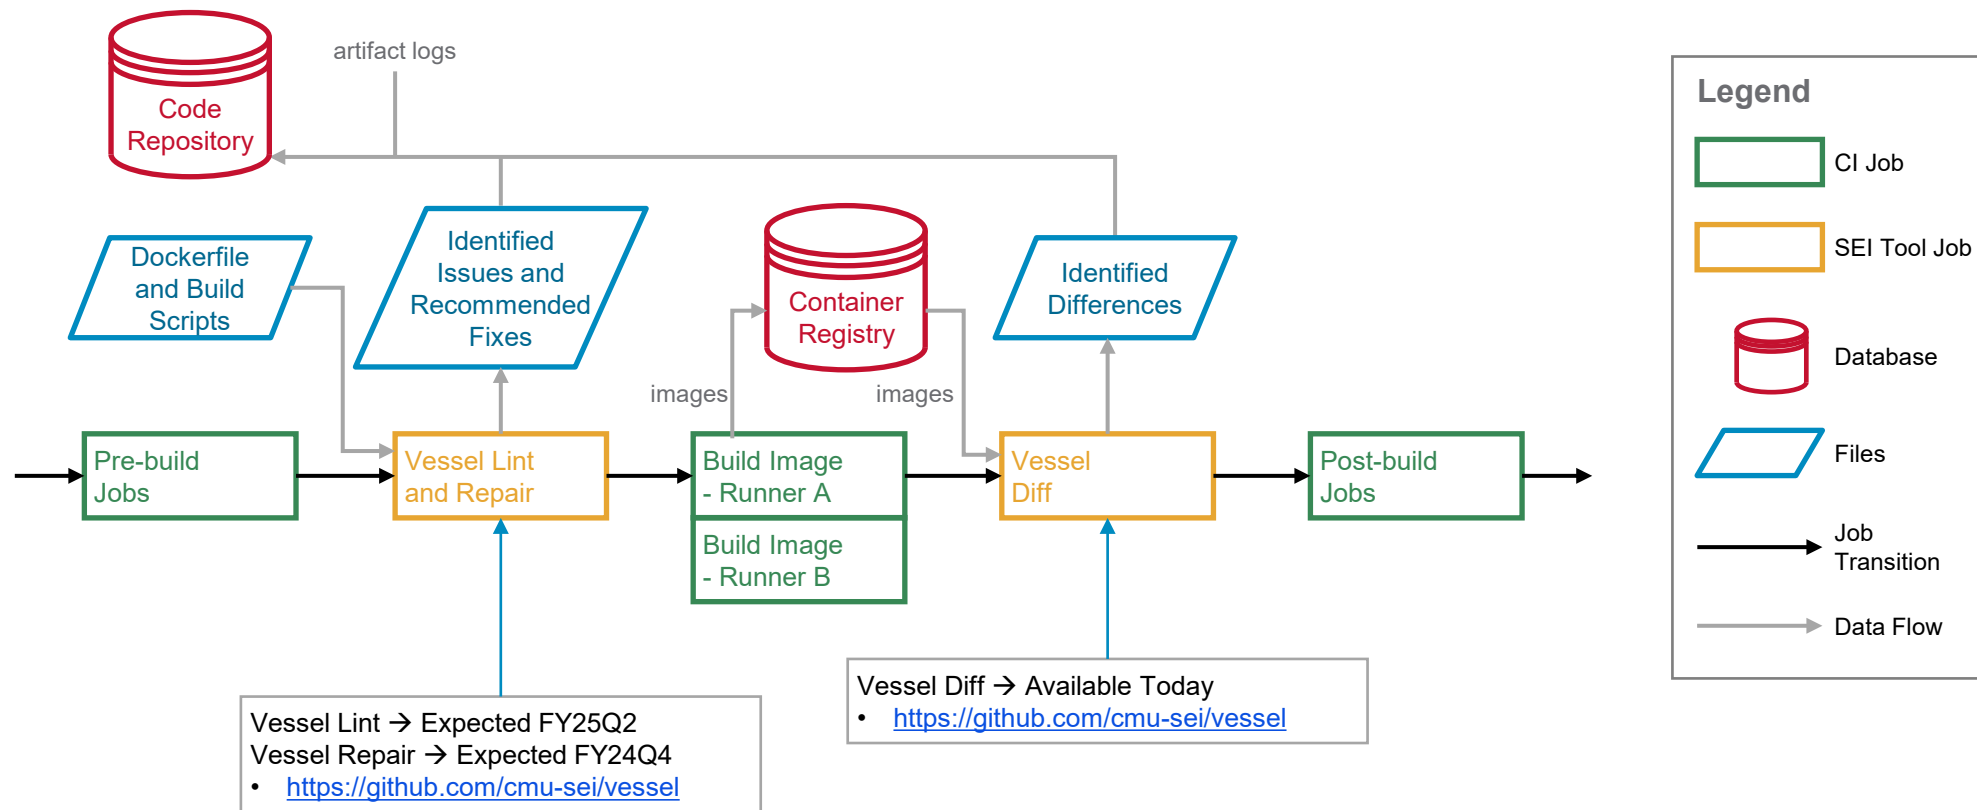 artifact logs
Code
Repository
Dockerfile
and Build
Scripts
Identified
Issues and
Recommended
Fixes
Container
Registry
Identified
Differences
images
images
Pre-build
Jobs
Vessel Lint
and Repair
Build Image
- Runner A
Build Image
- Runner B
Vessel
Diff
Post-build
Jobs
Vessel Lint → Expected FY25Q2
Vessel Repair → Expected FY24Q4
• https://github.com/cmu-sei/vessel
Vessel Diff → Available Today
• https://github.com/cmu-sei/vessel
Legend
CI Job
SEI Tool Job
Database
Files
Job
Transition
Data Flow